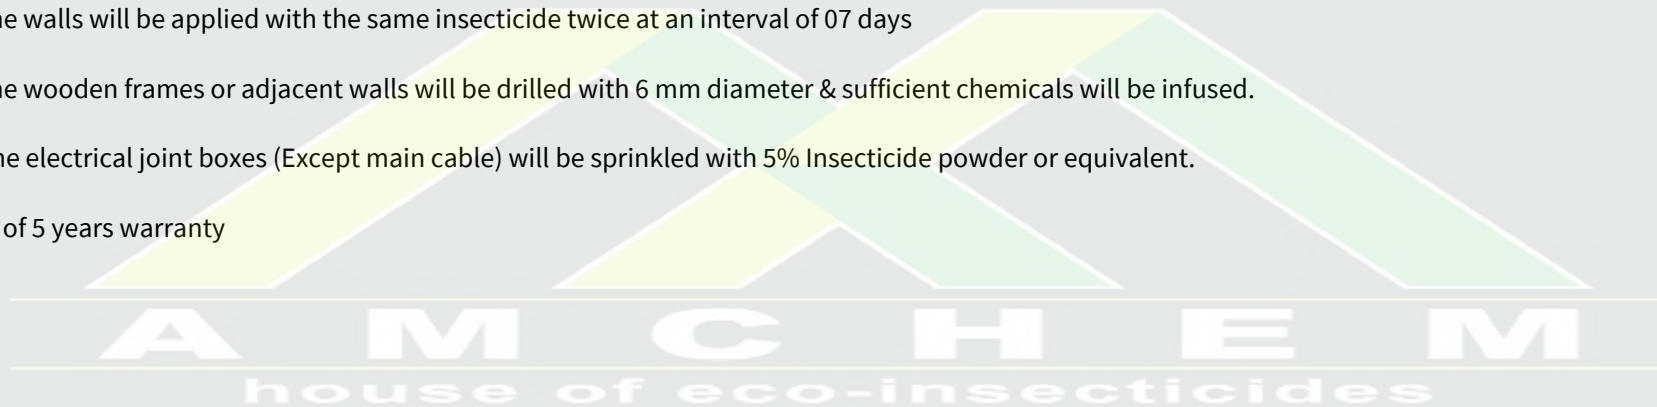 he walls will be applied with the same insecticide twice at an interval of 07 days
he wooden frames or adjacent walls will be drilled with 6 mm diameter & sufficient chemicals will be infused.
he electrical joint boxes (Except main cable) will be sprinkled with 5% Insecticide powder or equivalent.
of 5 years warranty
AMCHEM
house of eco-insecticides